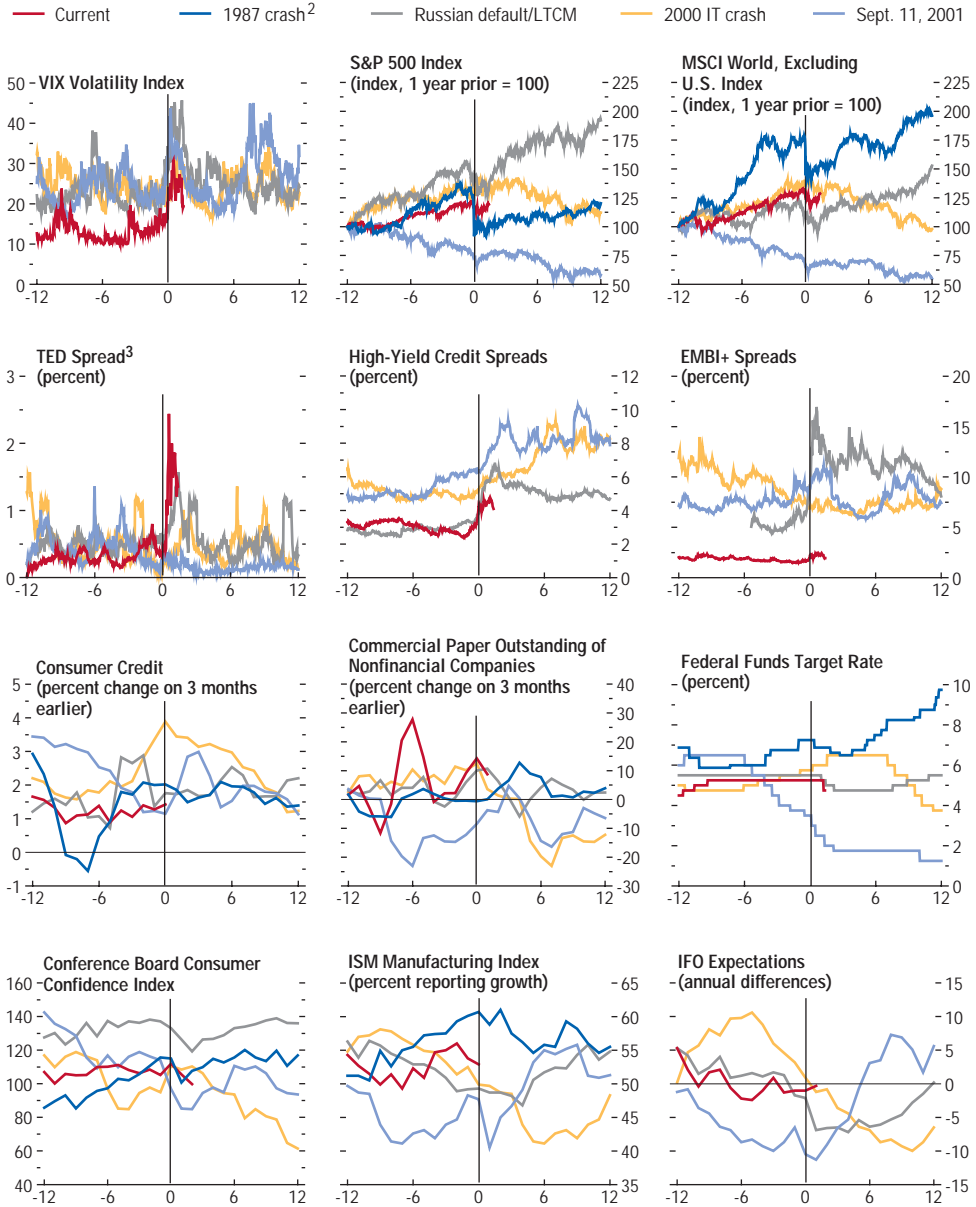 Current 1987 crash² Russian default/LTCM 2000 IT crash Sept. 11, 2001
VIX Volatility Index
50
40
30
20
10
0
-12 -6 0 6 12
S&P 500 Index
(index, 1 year prior = 100)
225
200
175
150
125
100
75
50
-12 -6 0 6 12
MSCI World, Excluding
U.S. Index
(index, 1 year prior = 100)
225
200
175
150
125
100
75
50
-12 -6 0 6 12
TED Spread³
(percent)
3
2
1
0
-12 -6 0 6 12
High-Yield Credit Spreads
(percent)
12
10
8
6
4
2
0
-12 -6 0 6 12
EMBI+ Spreads
(percent)
20
15
10
5
0
-12 -6 0 6 12
Consumer Credit
(percent change on 3 months
earlier)
5
4
3
2
1
0
-1
-12 -6 0 6 12
Commercial Paper Outstanding of
Nonfinancial Companies
(percent change on 3 months
earlier)
40
30
20
10
0
-10
-20
-30
-12 -6 0 6 12
Federal Funds Target Rate
(percent)
10
8
6
4
2
0
-12 -6 0 6 12
Conference Board Consumer
Confidence Index
160
140
120
100
80
60
40
-12 -6 0 6 12
ISM Manufacturing Index
(percent reporting growth)
65
60
55
50
45
40
35
-12 -6 0 6 12
IFO Expectations
(annual differences)
15
10
5
0
-5
-10
-15
-12 -6 0 6 12